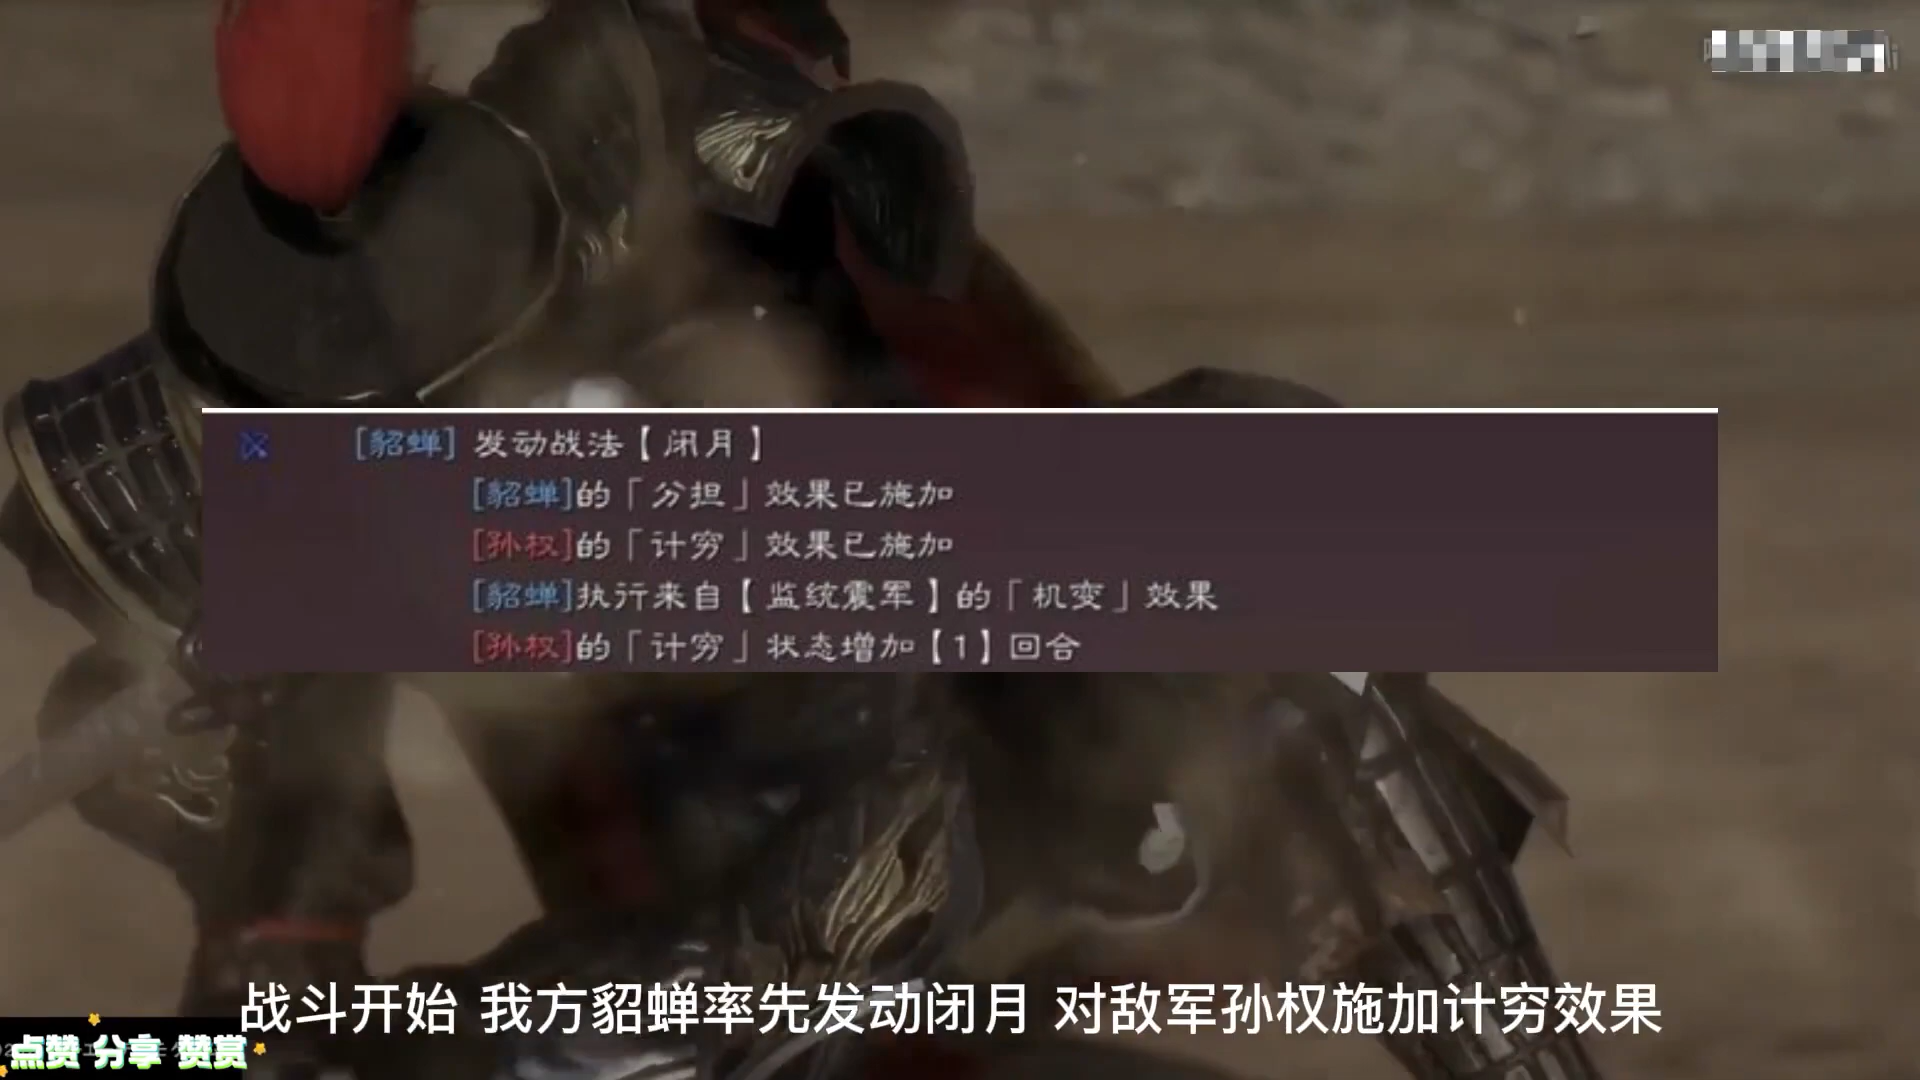 [貂蝉] 发动战法【闭月】
[貂蝉]的「分担」效果已施加
[孙权]的「计穷」效果已施加
[貂蝉]执行来自【监统震军】的「机变」效果
[孙权]的「计穷」状态增加【1】回合
战斗开始 我方貂蝉率先发动闭月 对敌军孙权施加计穷效果
点赞 分享 赞赏